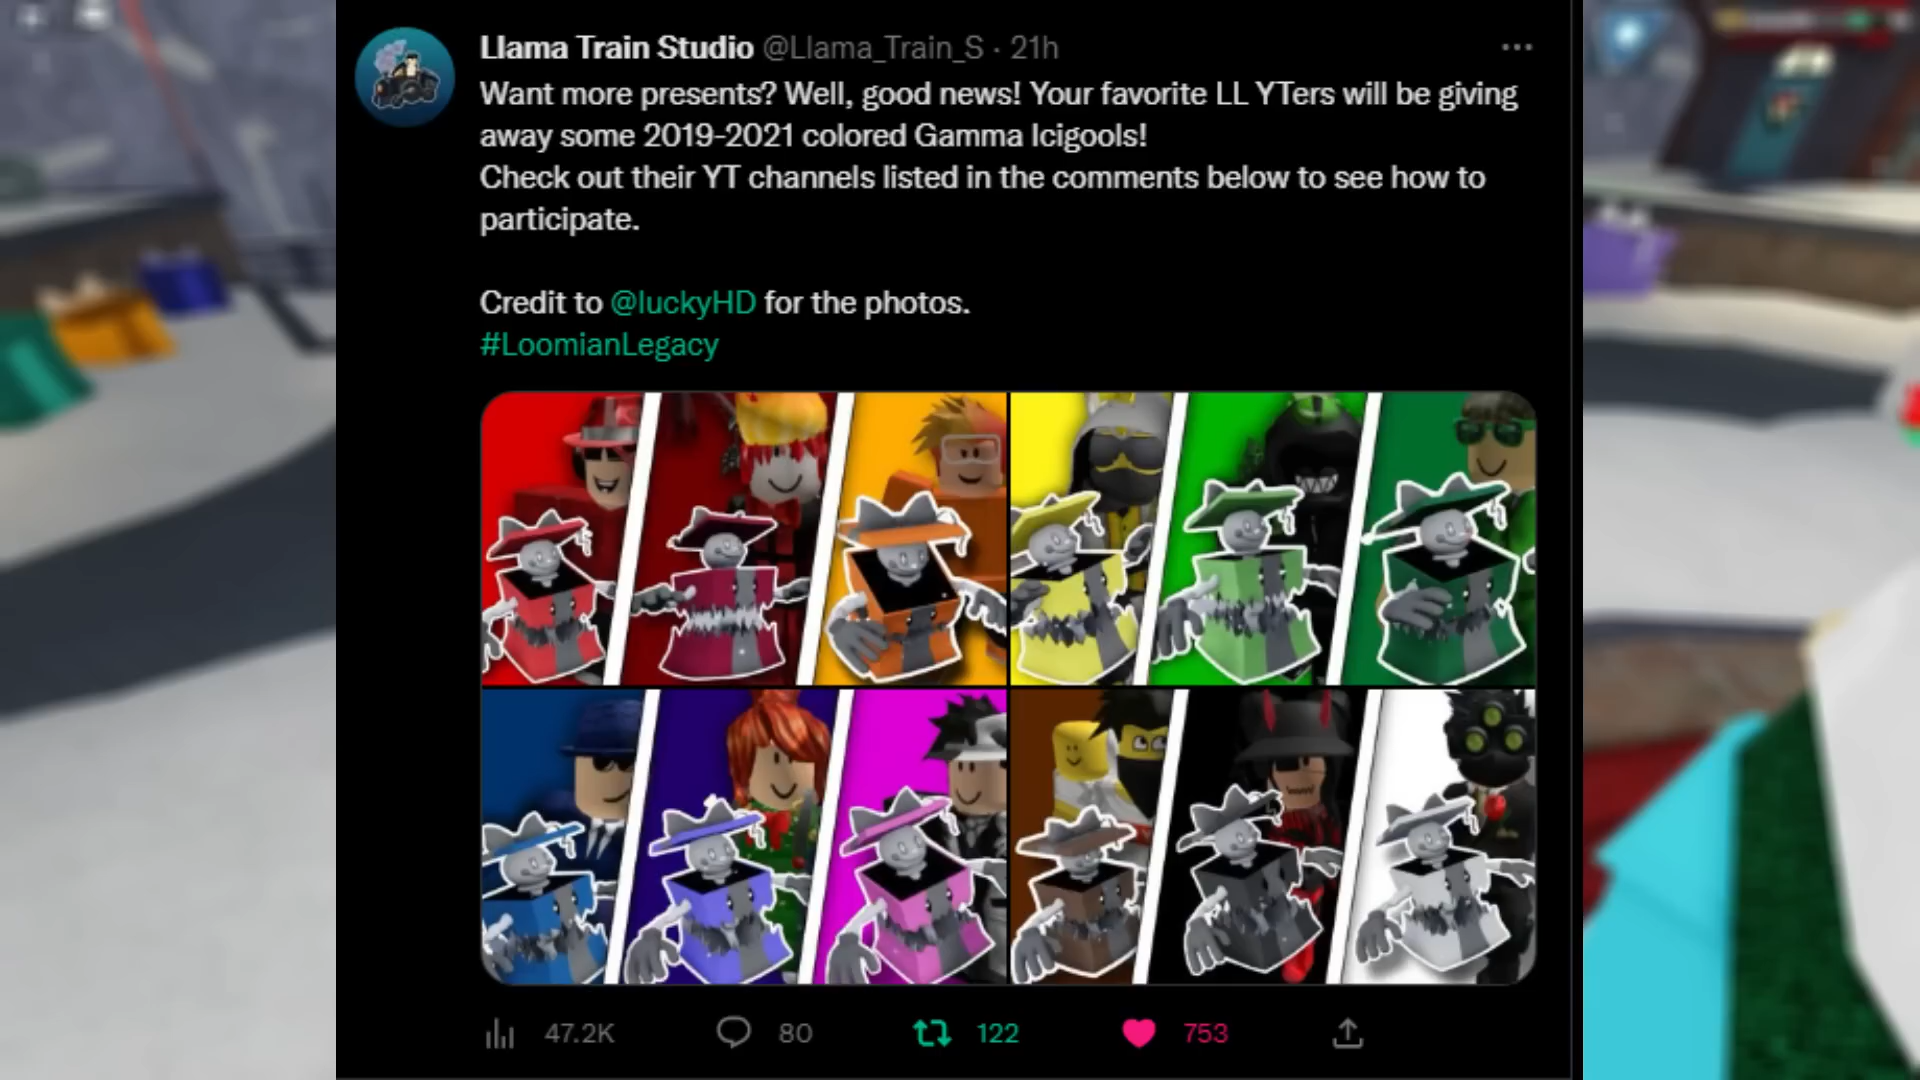 Llama Train Studio @Llama_Train_S · 21h
Want more presents? Well, good news! Your favorite LL YTers will be giving
away some 2019-2021 colored Gamma Icigools!
Check out their YT channels listed in the comments below to see how to
participate.
Credit to @luckyHD for the photos.
#LoomianLegacy
47.2K 80 122 753